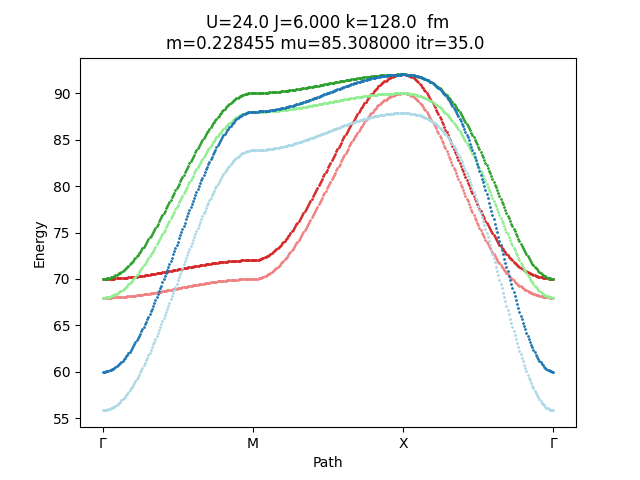 U=24.0 J=6.000 k=128.0 fm
m=0.228455 mu=85.308000 itr=35.0
90
85
80
75
70
65
60
55
Energy
Γ M X Γ
Path